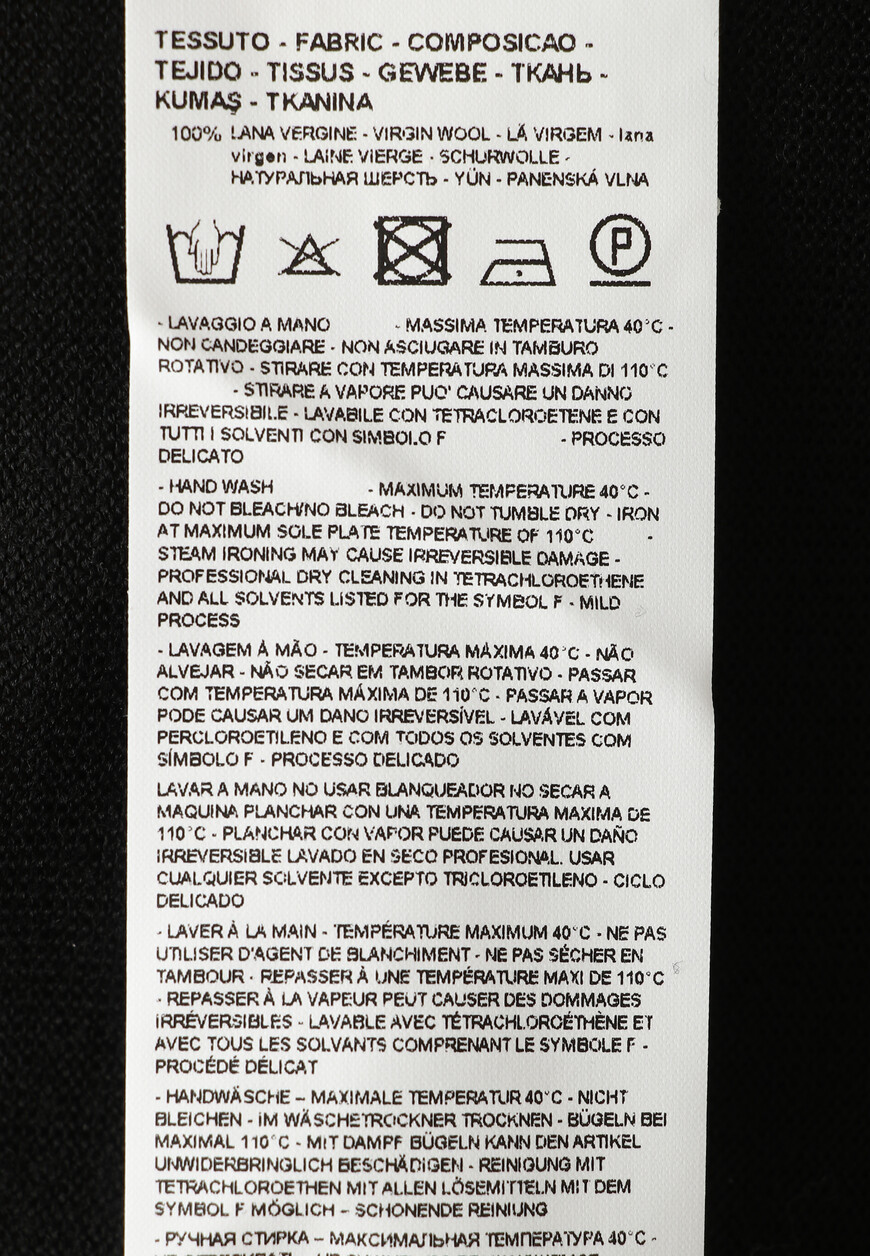 TESSUTO - FABRIC - COMPOSICAO -
TEJIDO - TISSUS - GEWEBE - ТКАНЬ -
KUMAŞ - TKANINA
100% LANA VERGINE - VIRGIN WOOL - LÃ VIRGEM - lana
virgen - LAINE VIERGE - SCHURWOLLE -
НАТУРАЛЬНАЯ ШЕРСТЬ - YÜN - PANENSKÁ VLNA
P
- LAVAGGIO A MANO - MASSIMA TEMPERATURA 40°C -
NON CANDEGGIARE - NON ASCIUGARE IN TAMBURO
ROTATIVO - STIRARE CON TEMPERATURA MASSIMA DI 110°C
- STIRARE A VAPORE PUO' CAUSARE UN DANNO
IRREVERSIBILE - LAVABILE CON TETRACLOROETENE E CON
TUTTI I SOLVENTI CON SIMBOLO F - PROCESSO
DELICATO
- HAND WASH - MAXIMUM TEMPERATURE 40°C -
DO NOT BLEACH/NO BLEACH - DO NOT TUMBLE DRY - IRON
AT MAXIMUM SOLE PLATE TEMPERATURE OF 110°C -
STEAM IRONING MAY CAUSE IRREVERSIBLE DAMAGE -
PROFESSIONAL DRY CLEANING IN TETRACHLOROETHENE
AND ALL SOLVENTS LISTED FOR THE SYMBOL F - MILD
PROCESS
- LAVAGEM À MÃO - TEMPERATURA MÁXIMA 40°C - NÃO
ALVEJAR - NÃO SECAR EM TAMBOR ROTATIVO - PASSAR
COM TEMPERATURA MÁXIMA DE 110°C - PASSAR A VAPOR
PODE CAUSAR UM DANO IRREVERSÍVEL - LAVÁVEL COM
PERCLOROETILENO E COM TODOS OS SOLVENTES COM
SÍMBOLO F - PROCESSO DELICADO
LAVAR A MANO NO USAR BLANQUEADOR NO SECAR A
MAQUINA PLANCHAR CON UNA TEMPERATURA MAXIMA DE
110°C - PLANCHAR CON VAPOR PUEDE CAUSAR UN DAÑO
IRREVERSIBLE LAVADO EN SECO PROFESIONAL. USAR
CUALQUIER SOLVENTE EXCEPTO TRICLOROETILENO - CICLO
DELICADO
- LAVER À LA MAIN - TEMPÉRATURE MAXIMUM 40°C - NE PAS
UTILISER D'AGENT DE BLANCHIMENT - NE PAS SÉCHER EN
TAMBOUR - REPASSER À UNE TEMPÉRATURE MAXI DE 110°C
- REPASSER À LA VAPEUR PEUT CAUSER DES DOMMAGES
IRRÉVERSIBLES - LAVABLE AVEC TÉTRACHLOROÉTHÈNE ET
AVEC TOUS LES SOLVANTS COMPRENANT LE SYMBOLE F -
PROCÉDÉ DÉLICAT
- HANDWÄSCHE – MAXIMALE TEMPERATUR 40°C - NICHT
BLEICHEN - IM WÄSCHETROCKNER TROCKNEN - BÜGELN BEI
MAXIMAL 110°C - MIT DAMPF BÜGELN KANN DEN ARTIKEL
UNWIDERBRINGLICH BESCHÄDIGEN - REINIGUNG MIT
TETRACHLOROETHEN MIT ALLEN LÖSEMITTELN MIT DEM
SYMBOL F MÖGLICH – SCHONENDE REINIUNG
- РУЧНАЯ СТИРКА – МАКСИМАЛЬНАЯ ТЕМПЕРАТУРА 40°C -